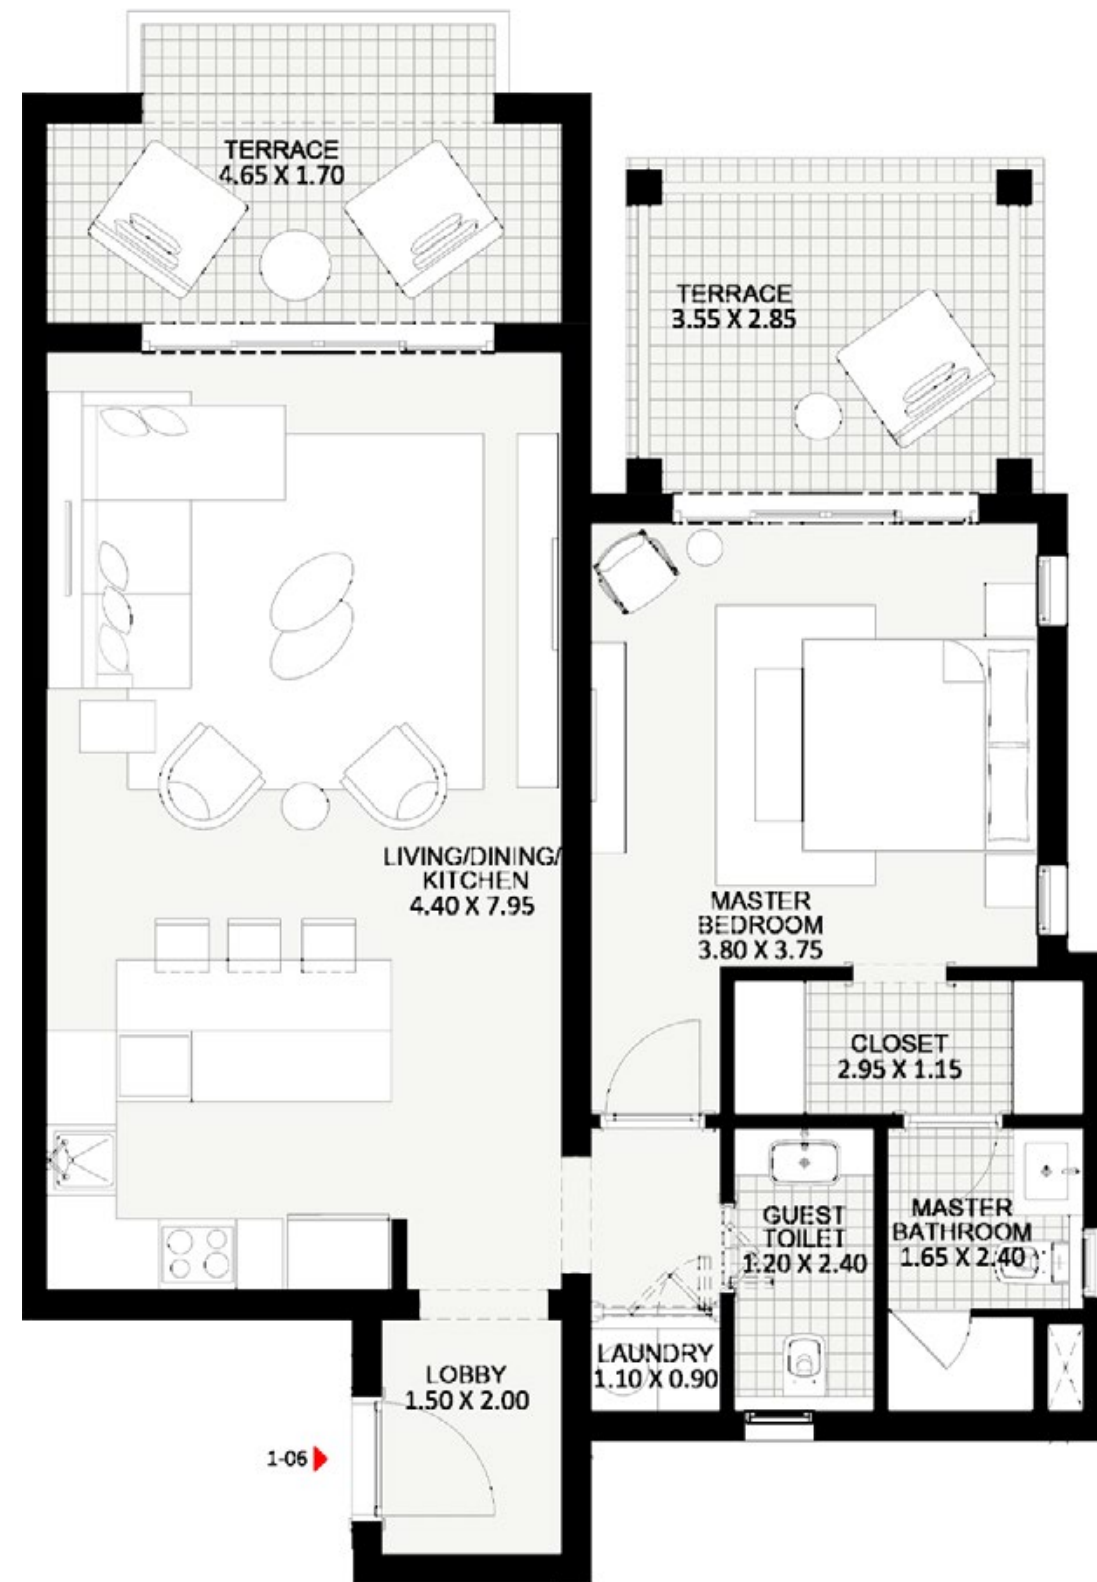 TERRACE
4.65 X 1.70
TERRACE
3.55 X 2.85
LIVING/DINING/
KITCHEN
4.40 X 7.95
MASTER
BEDROOM
3.80 X 3.75
CLOSET
2.95 X 1.15
GUEST
TOILET
1.20 X 2.40
MASTER
BATHROOM
1.65 X 2.40
LAUNDRY
1.10 X 0.90
LOBBY
1.50 X 2.00
1-06